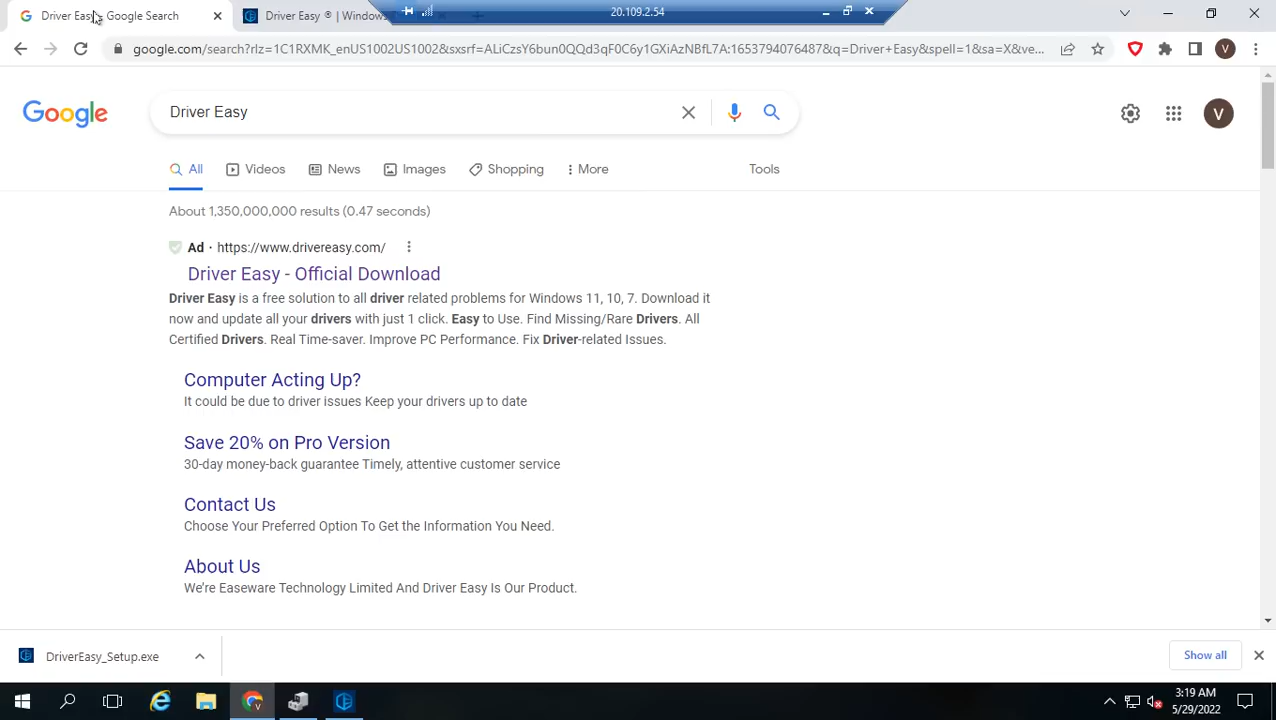 Driver Easy - Google Search
Driver Easy ® | Windows
20.109.2.54
google.com/search?rlz=1C1RXMK_enUS1002US1002&sxsrf=ALiCzsY6bun0QQd3qF0C6y1GXiAzNBfL7A:1653794076487&q=Driver+Easy&spell=1&sa=X&ve...
V
Google
Driver Easy
V
All
Videos
News
Images
Shopping
More
Tools
About 1,350,000,000 results (0.47 seconds)
Ad · https://www.drivereasy.com/
Driver Easy - Official Download
Driver Easy is a free solution to all driver related problems for Windows 11, 10, 7. Download it
now and update all your drivers with just 1 click. Easy to Use. Find Missing/Rare Drivers. All
Certified Drivers. Real Time-saver. Improve PC Performance. Fix Driver-related Issues.
Computer Acting Up?
It could be due to driver issues Keep your drivers up to date
Save 20% on Pro Version
30-day money-back guarantee Timely, attentive customer service
Contact Us
Choose Your Preferred Option To Get the Information You Need.
About Us
We're Easeware Technology Limited And Driver Easy Is Our Product.
DriverEasy_Setup.exe
Show all
3:19 AM
5/29/2022